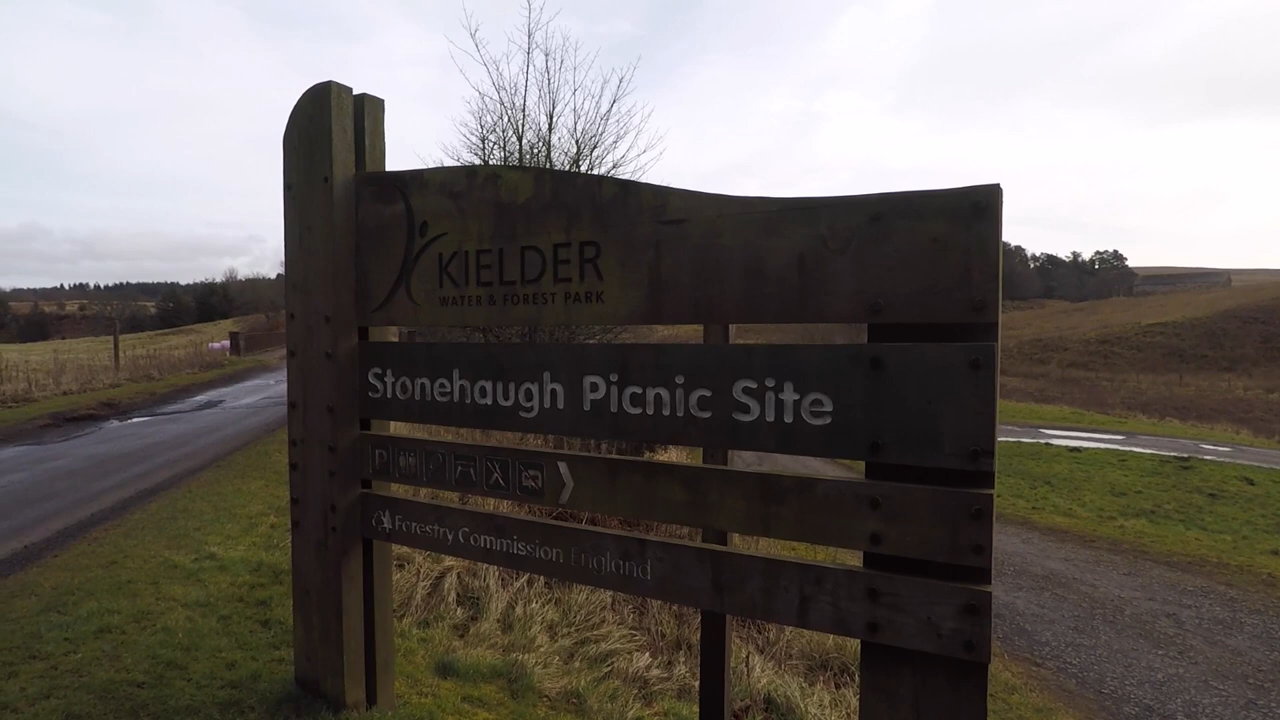 KIELDER
WATER & FOREST PARK
Stonehaugh Picnic Site
P
Forestry Commission England